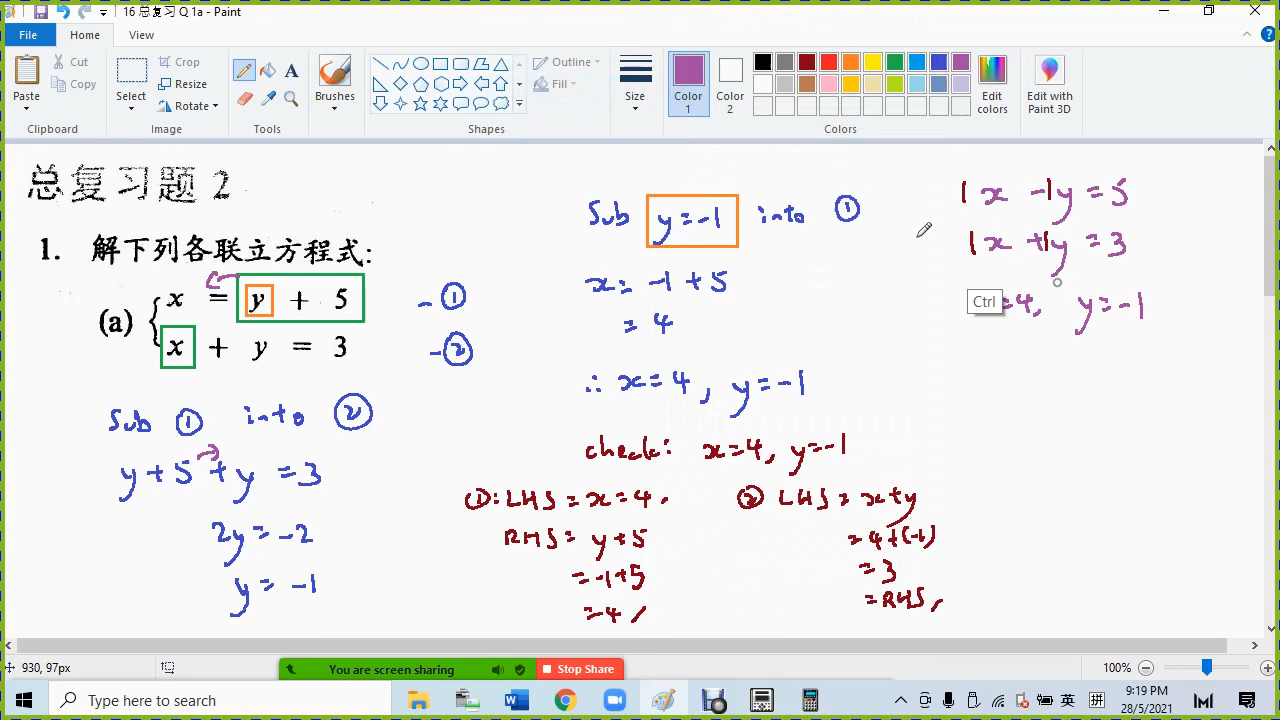 16 总复习 Q 1a - Paint
File Home View
Paste Cut Copy Clipboard
Select Crop Resize Rotate Image
Tools
Brushes
Outline Fill Shapes
Size
Color 1 Color 2 Edit colors Colors
Edit with Paint 3D
总复习题 2
1. 解下列各联立方程式:
(a) { x = y + 5 - ①
x + y = 3 - ②
Sub ① into ②
y + 5 + y = 3
2y = -2
y = -1
Sub y = -1 into ①
x = -1 + 5
= 4
∴ x = 4, y = -1
check: x = 4, y = -1
①: LHS = x = 4
RHS = y + 5
= -1 + 5
= 4
② LHS = x + y
= 4 + (-1)
= 3
= RHS
1x - 1y = 5
1x + 1y = 3
= 4, y = -1
Ctrl
930, 97px
100%
You are screen sharing Stop Share
Type here to search
英 拼
9:19 PM
28/5/2021